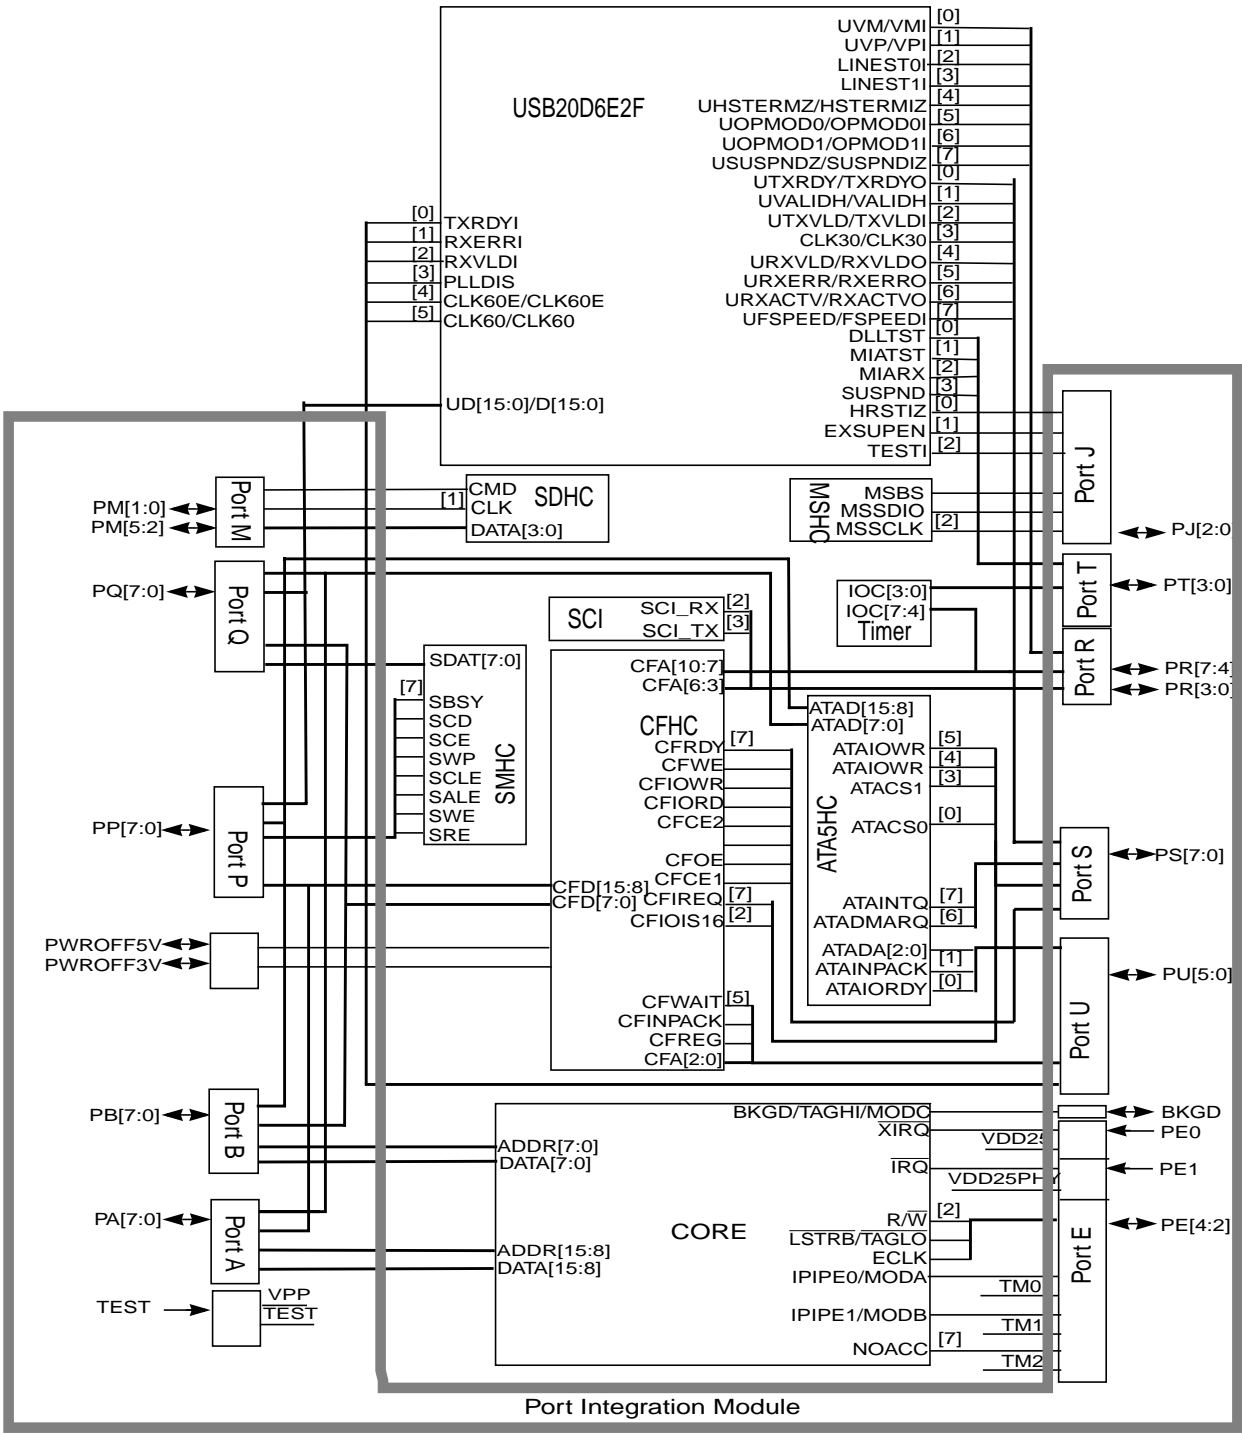 USB20D6E2F
UVM/VMI [0]
UVP/VPI [1]
LINEST0I [2]
LINEST1I [3]
UHSTERMZ/HSTERMIZ [4]
UOPMOD0/OPMOD0I [5]
UOPMOD1/OPMOD1I [6]
USUSPNDZ/SUSPNDIZ [7]
UTXRDY/TXRDYO [0]
UVALIDH/VALIDH [1]
UTXVLD/TXVLDI [2]
CLK30/CLK30 [3]
URXVLD/RXVLDO [4]
URXERR/RXERRO [5]
URXACTV/RXACTVO [6]
UFSPEED/FSPEEDI [7]
DLLTST [0]
MIATST [1]
MIARX [2]
SUSPND [3]
HRSTIZ [0]
EXSUPEN [1]
TESTI [2]
[0] TXRDYI
[1] RXERRI
[2] RXVLDI
[3] PLLDIS
[4] CLK60E/CLK60E
[5] CLK60/CLK60
UD[15:0]/D[15:0]
PM[1:0]
PM[5:2]
Port M
CMD
[1] CLK
DATA[3:0]
SDHC
MSHC
MSBS
MSSDIO
MSSCLK [2]
Port J
PJ[2:0]
PQ[7:0]
Port Q
IOC[3:0]
IOC[7:4]
Timer
Port T
PT[3:0]
SCI
SCI_RX [2]
SCI_TX [3]
Port R
PR[7:4]
PR[3:0]
SDAT[7:0]
[7] SBSY
SCD
SCE
SWP
SCLE
SALE
SWE
SRE
SMHC
CFA[10:7]
CFA[6:3]
CFHC
CFRDY [7]
CFWE
CFIOWR
CFIORD
CFCE2
CFOE
CFCE1
CFD[15:8]
CFD[7:0]
CFIREQ [7]
CFIOIS16 [2]
CFWAIT [5]
CFINPACK
CFREG
CFA[2:0]
ATAD[15:8]
ATAD[7:0]
ATAIOWR [5]
ATAIOWR [4]
ATACS1 [3]
ATACS0 [0]
ATA5HC
ATAINTQ [7]
ATADMARQ [6]
ATADA[2:0]
ATAINPACK [1]
ATAIORDY [0]
PP[7:0]
Port P
Port S
PS[7:0]
PWROFF5V
PWROFF3V
Port U
PU[5:0]
PB[7:0]
Port B
ADDR[7:0]
DATA[7:0]
PA[7:0]
Port A
ADDR[15:8]
DATA[15:8]
TEST
VPP
TEST
CORE
BKGD/TAGHI/MODC
XIRQ
VDD25
IRQ
VDD25PHY
R/W [2]
LSTRB/TAGLO
ECLK
IPIPE0/MODA
TM0
IPIPE1/MODB
TM1
NOACC [7]
TM2
BKGD
PE0
PE1
Port E
PE[4:2]
Port Integration Module